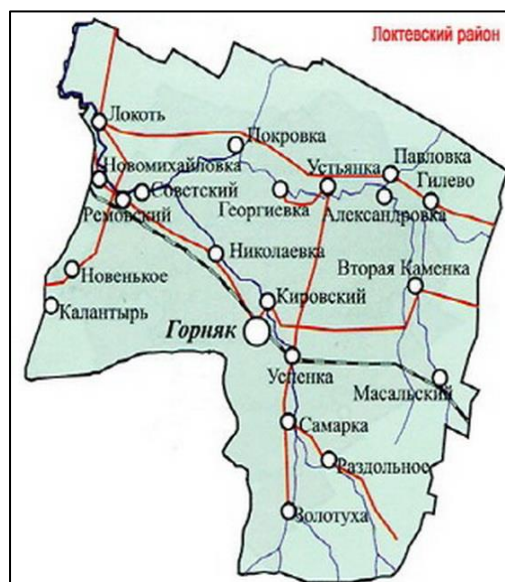 Локтевский район
Локоть
Покровка
Новомихайловка
Советский
Устьянка
Павловка
Гилево
Ремовский
Георгиевка
Александровка
Николаевка
Новенькое
Вторая Каменка
Кировский
Калантырь
Горняк
Успенка
Масальский
Самарка
Раздольное
Золотуха